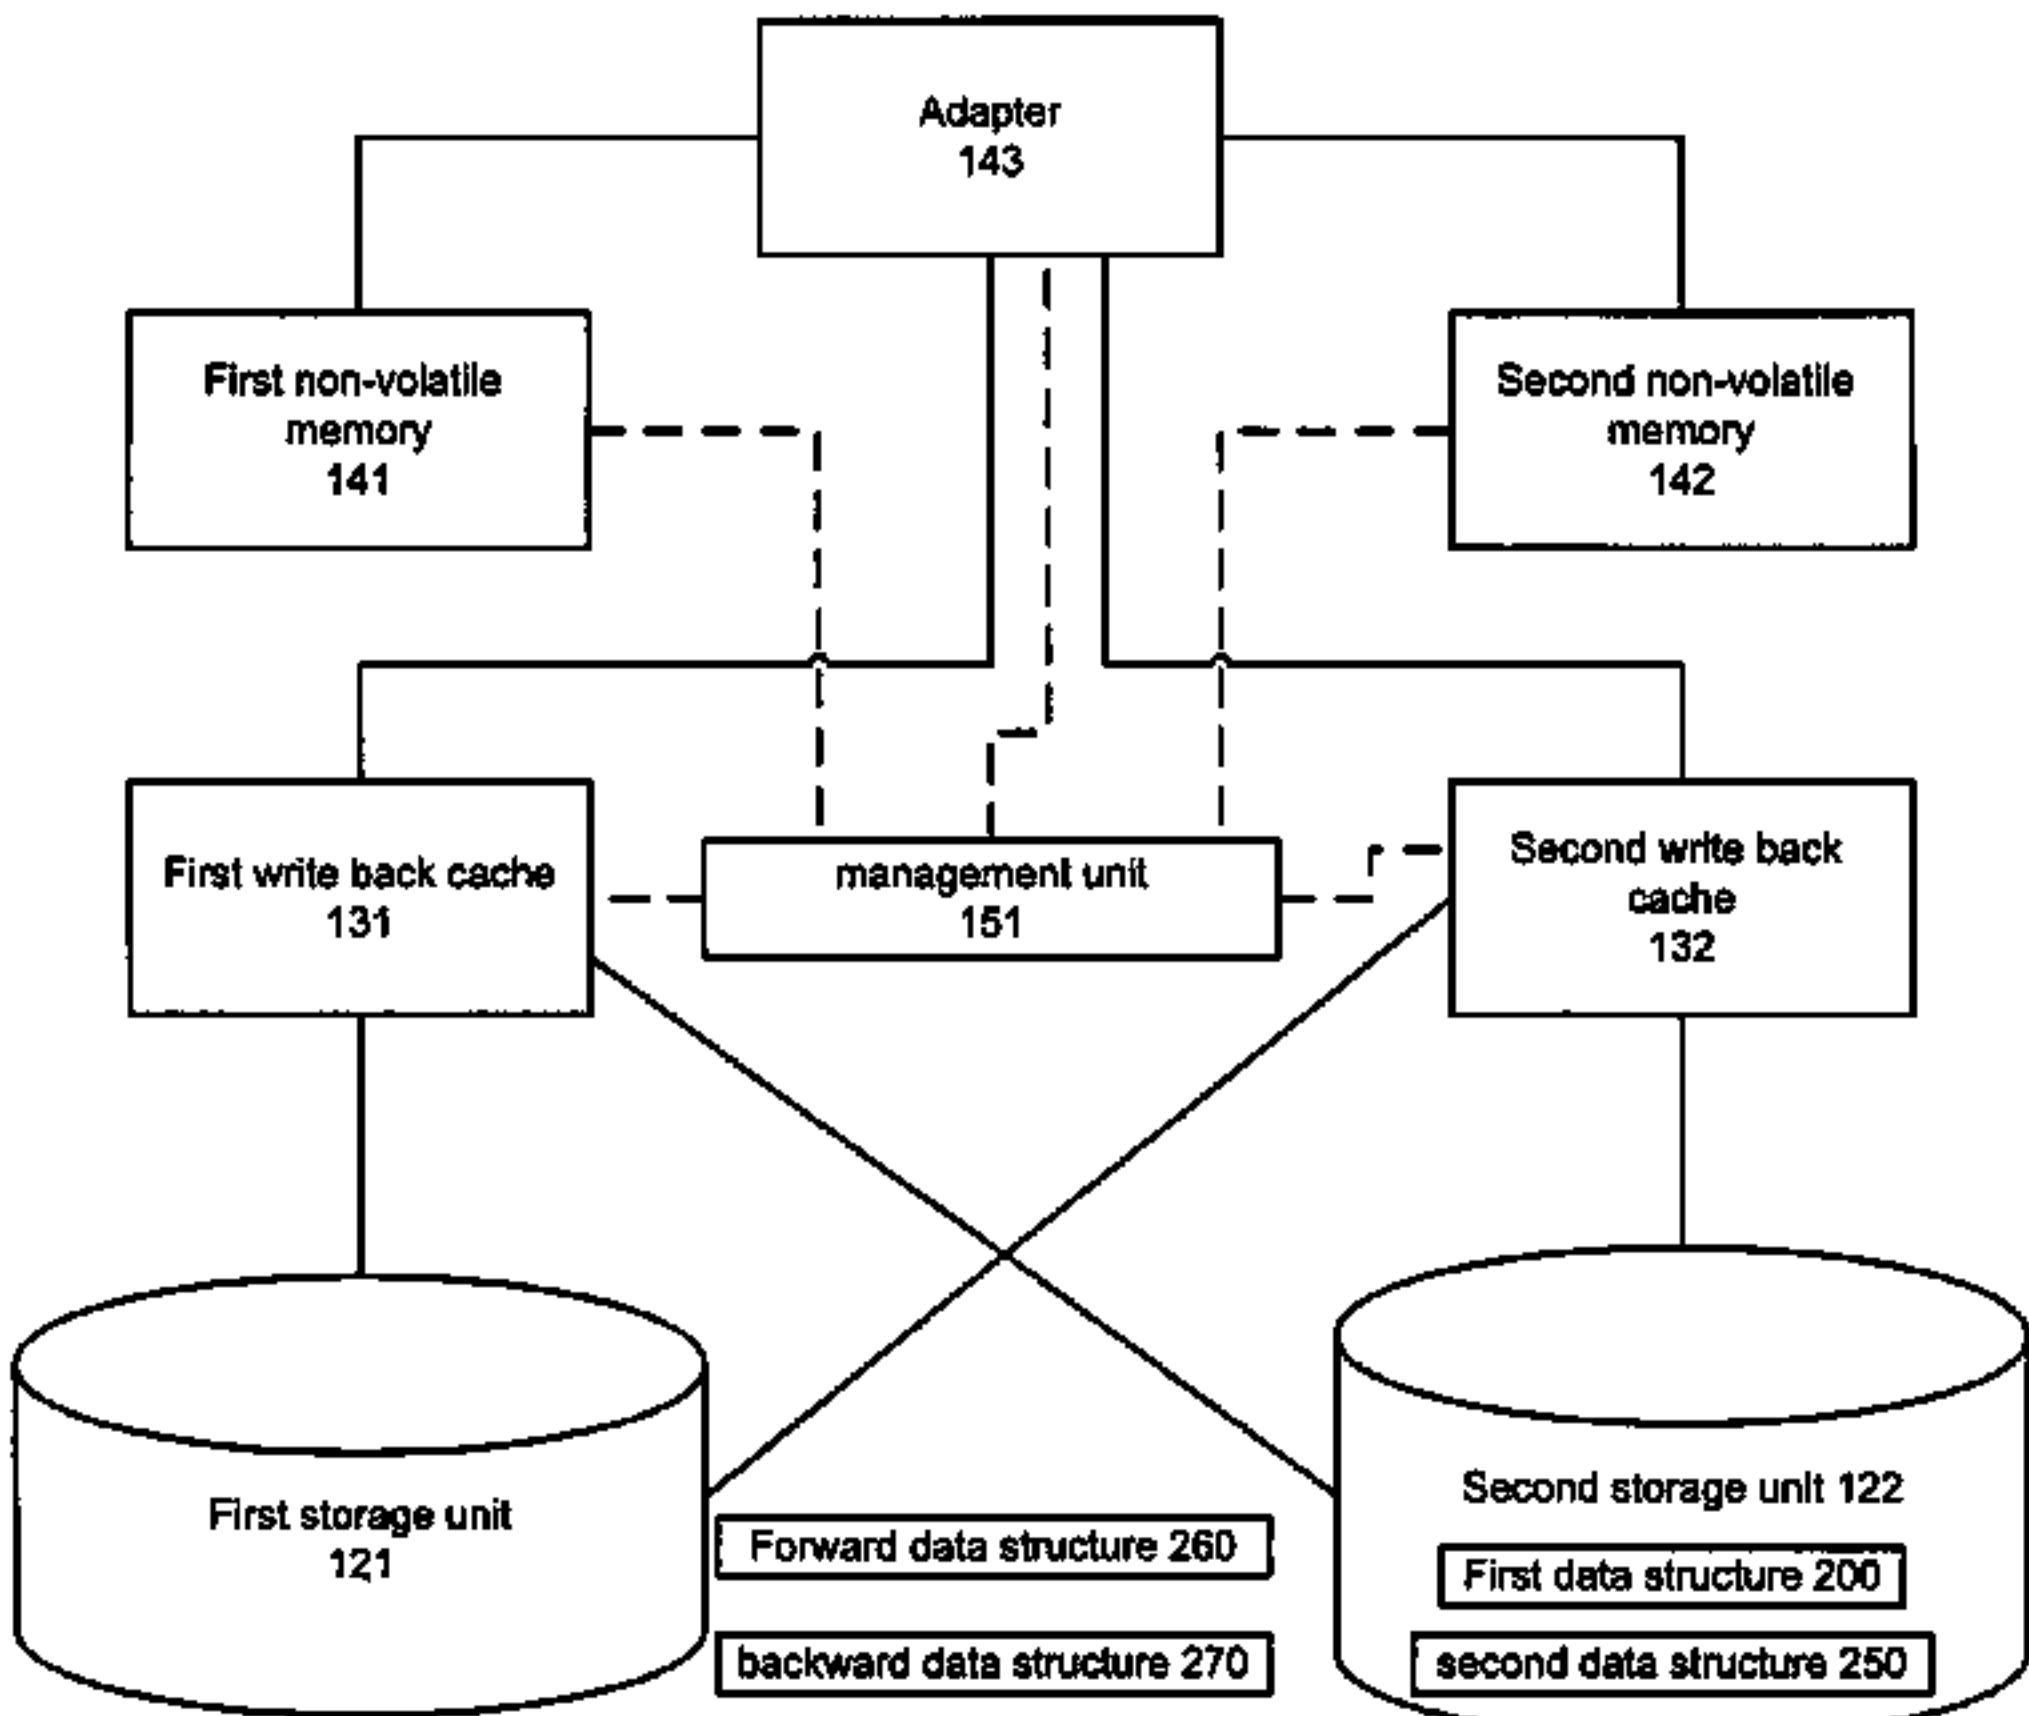 Adapter
143
First non-volatile
memory
141
Second non-volatile
memory
142
First write back cache
131
management unit
151
Second write back
cache
132
First storage unit
121
Forward data structure 260
backward data structure 270
Second storage unit 122
First data structure 200
second data structure 250